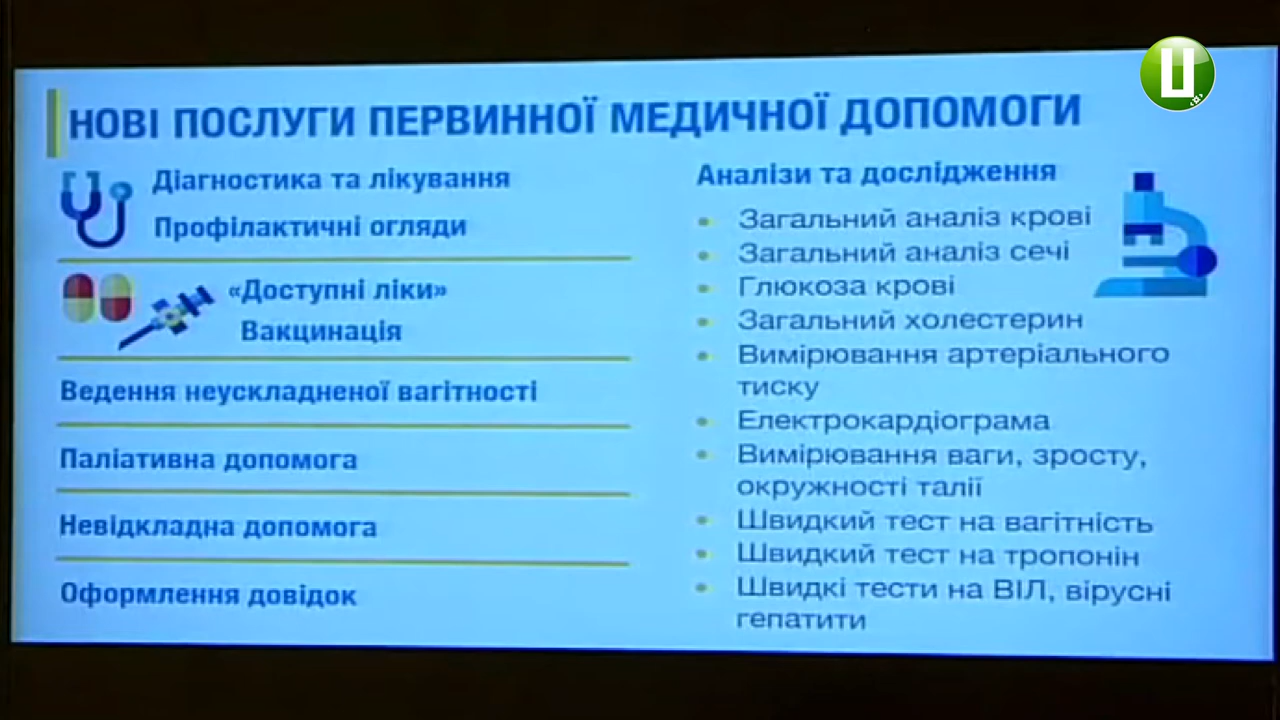 НОВІ ПОСЛУГИ ПЕРВИННОЇ МЕДИЧНОЇ ДОПОМОГИ
Діагностика та лікування
Профілактичні огляди
«Доступні ліки»
Вакцинація
Ведення неускладненої вагітності
Паліативна допомога
Невідкладна допомога
Оформлення довідок
Аналізи та дослідження
• Загальний аналіз крові
• Загальний аналіз сечі
• Глюкоза крові
• Загальний холестерин
• Вимірювання артеріального
тиску
• Електрокардіограма
• Вимірювання ваги, зросту,
окружності талії
• Швидкий тест на вагітність
• Швидкий тест на тропонін
• Швидкі тести на ВІЛ, вірусні
гепатити
Ц